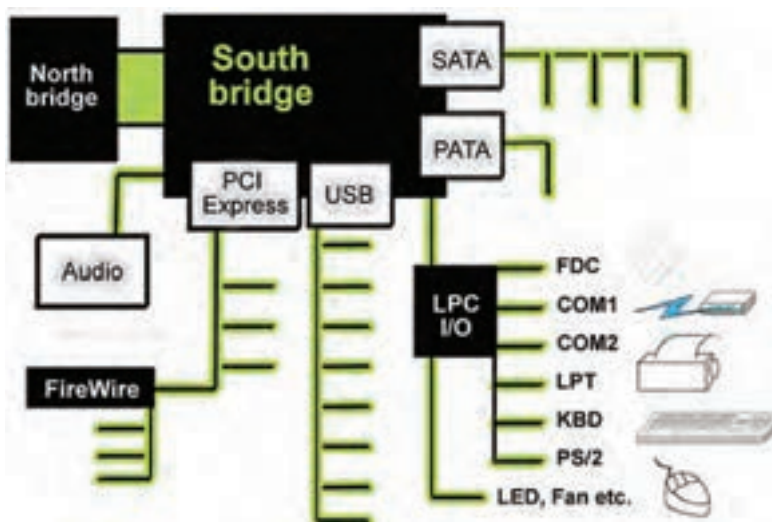 North
bridge
South
bridge
SATA
PATA
PCI
Express
USB
Audio
LPC
I/O
FDC
COM1
COM2
LPT
KBD
PS/2
LED, Fan etc.
FireWire